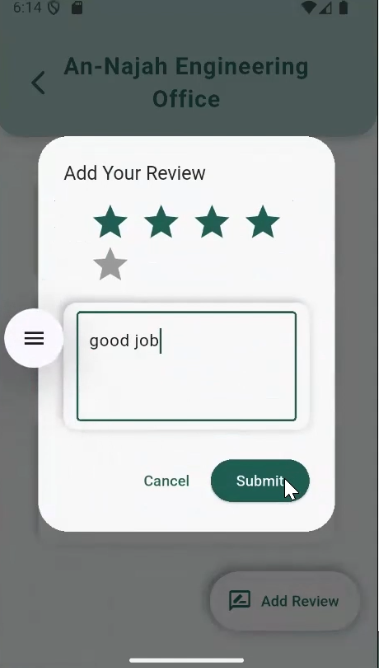 6:14
An-Najah Engineering
Office
Add Your Review
good job
Cancel
Submit
Add Review